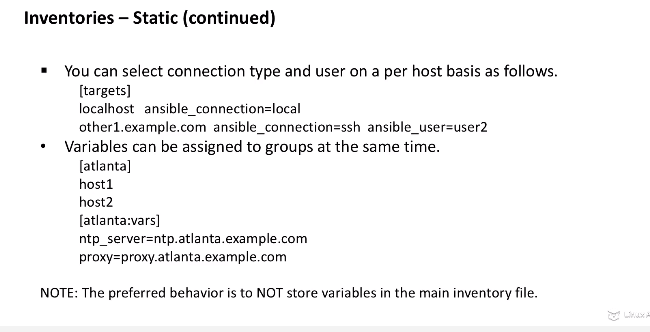 Inventories – Static (continued)
▪ You can select connection type and user on a per host basis as follows.
[targets]
localhost ansible_connection=local
other1.example.com ansible_connection=ssh ansible_user=user2
• Variables can be assigned to groups at the same time.
[atlanta]
host1
host2
[atlanta:vars]
ntp_server=ntp.atlanta.example.com
proxy=proxy.atlanta.example.com
NOTE: The preferred behavior is to NOT store variables in the main inventory file.